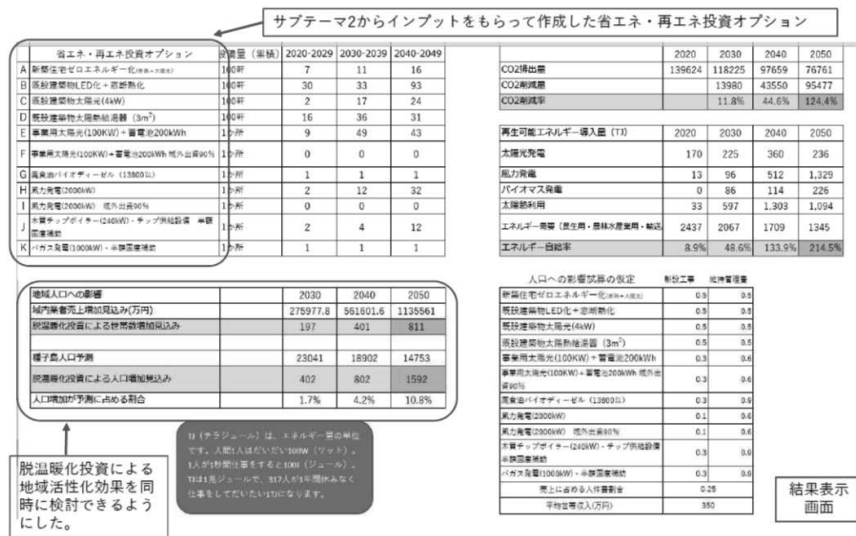 サブテーマ2からインプットをもらって作成した省エネ・再エネ投資オプション
省エネ・再エネ投資オプション 設備量（累積） 2020-2029 2030-2039 2040-2049
A 新築住宅ゼロエネルギー化 100軒 7 11 16
B 既設建築物LED化＋窓断熱化 100軒 30 33 93
C 既設建築物太陽光(4kW) 100軒 2 17 24
D 既設建築物太陽熱給湯器（3m²） 100軒 16 36 31
E 事業用太陽光(100KW)＋蓄電池200kWh 1か所 9 49 43
F 事業用太陽光(100KW)＋蓄電池200kWh 域外出資90% 1か所 0 0 0
G 廃食油バイオディーゼル（13800㍑） 1か所 1 1 1
H 風力発電(2000kW) 1か所 2 12 32
I 風力発電(2000kW) 域外出資90% 1か所 0 0 0
J 木質チップボイラー(240kW)・チップ供給設備 半額
国庫補助 1か所 2 4 12
K バガス発電(1000kW)・半額国庫補助 1か所 1 1 1
2020 2030 2040 2050
CO2排出量 139624 118225 97659 76761
CO2削減量 13980 43550 95477
CO2削減率 11.8% 44.6% 124.4%
再生可能エネルギー導入量（TJ） 2020 2030 2040 2050
太陽光発電 170 225 360 236
風力発電 13 96 512 1,329
バイオマス発電 0 86 114 226
太陽熱利用 33 597 1,303 1,094
エネルギー需要（民生用・農林水産業用・輸送 2437 2067 1709 1345
エネルギー自給率 8.9% 48.6% 133.9% 214.5%
地域人口への影響 2030 2040 2050
域内業者売上増加見込み(万円) 275977.8 561601.6 1135561
脱温暖化投資による世帯数増加見込み 197 401 811
種子島人口予測 23041 18902 14753
脱温暖化投資による人口増加見込み 402 802 1592
人口増加が予測に占める割合 1.7% 4.2% 10.8%
人口への影響試算の仮定 新設工事 維持管理費
新築住宅ゼロエネルギー化 0.5 0.5
既設建築物LED化＋窓断熱化 0.5 0.5
既設建築物太陽光(4kW) 0.5 0.5
既設建築物太陽熱給湯器（3m²） 0.5 0.5
事業用太陽光(100KW)＋蓄電池200kWh 0.3 0.6
事業用太陽光(100KW)＋蓄電池200kWh 域外出
資90% 0.3 0.6
廃食油バイオディーゼル（13800㍑） 0.3 0.9
風力発電(2000kW) 0.1 0.6
風力発電(2000kW) 域外出資90% 0.1 0.6
木質チップボイラー(240kW)・チップ供給設備
半額国庫補助 0.3 0.9
バガス発電(1000kW)・半額国庫補助 0.3 0.9
売上に占める人件費割合 0.25
平均世帯収入(万円) 350
TJ（テラジュール）は、エネルギー量の単位
です。人間1人はだいたい100W（ワット）。
1人が1秒間仕事をすると100J（ジュール）。
TJは1兆ジュールで、317人が1年間休みなく
仕事をしてだいたい1TJになります。
脱温暖化投資による
地域活性化効果を同
時に検討できるよう
にした。
結果表示
画面